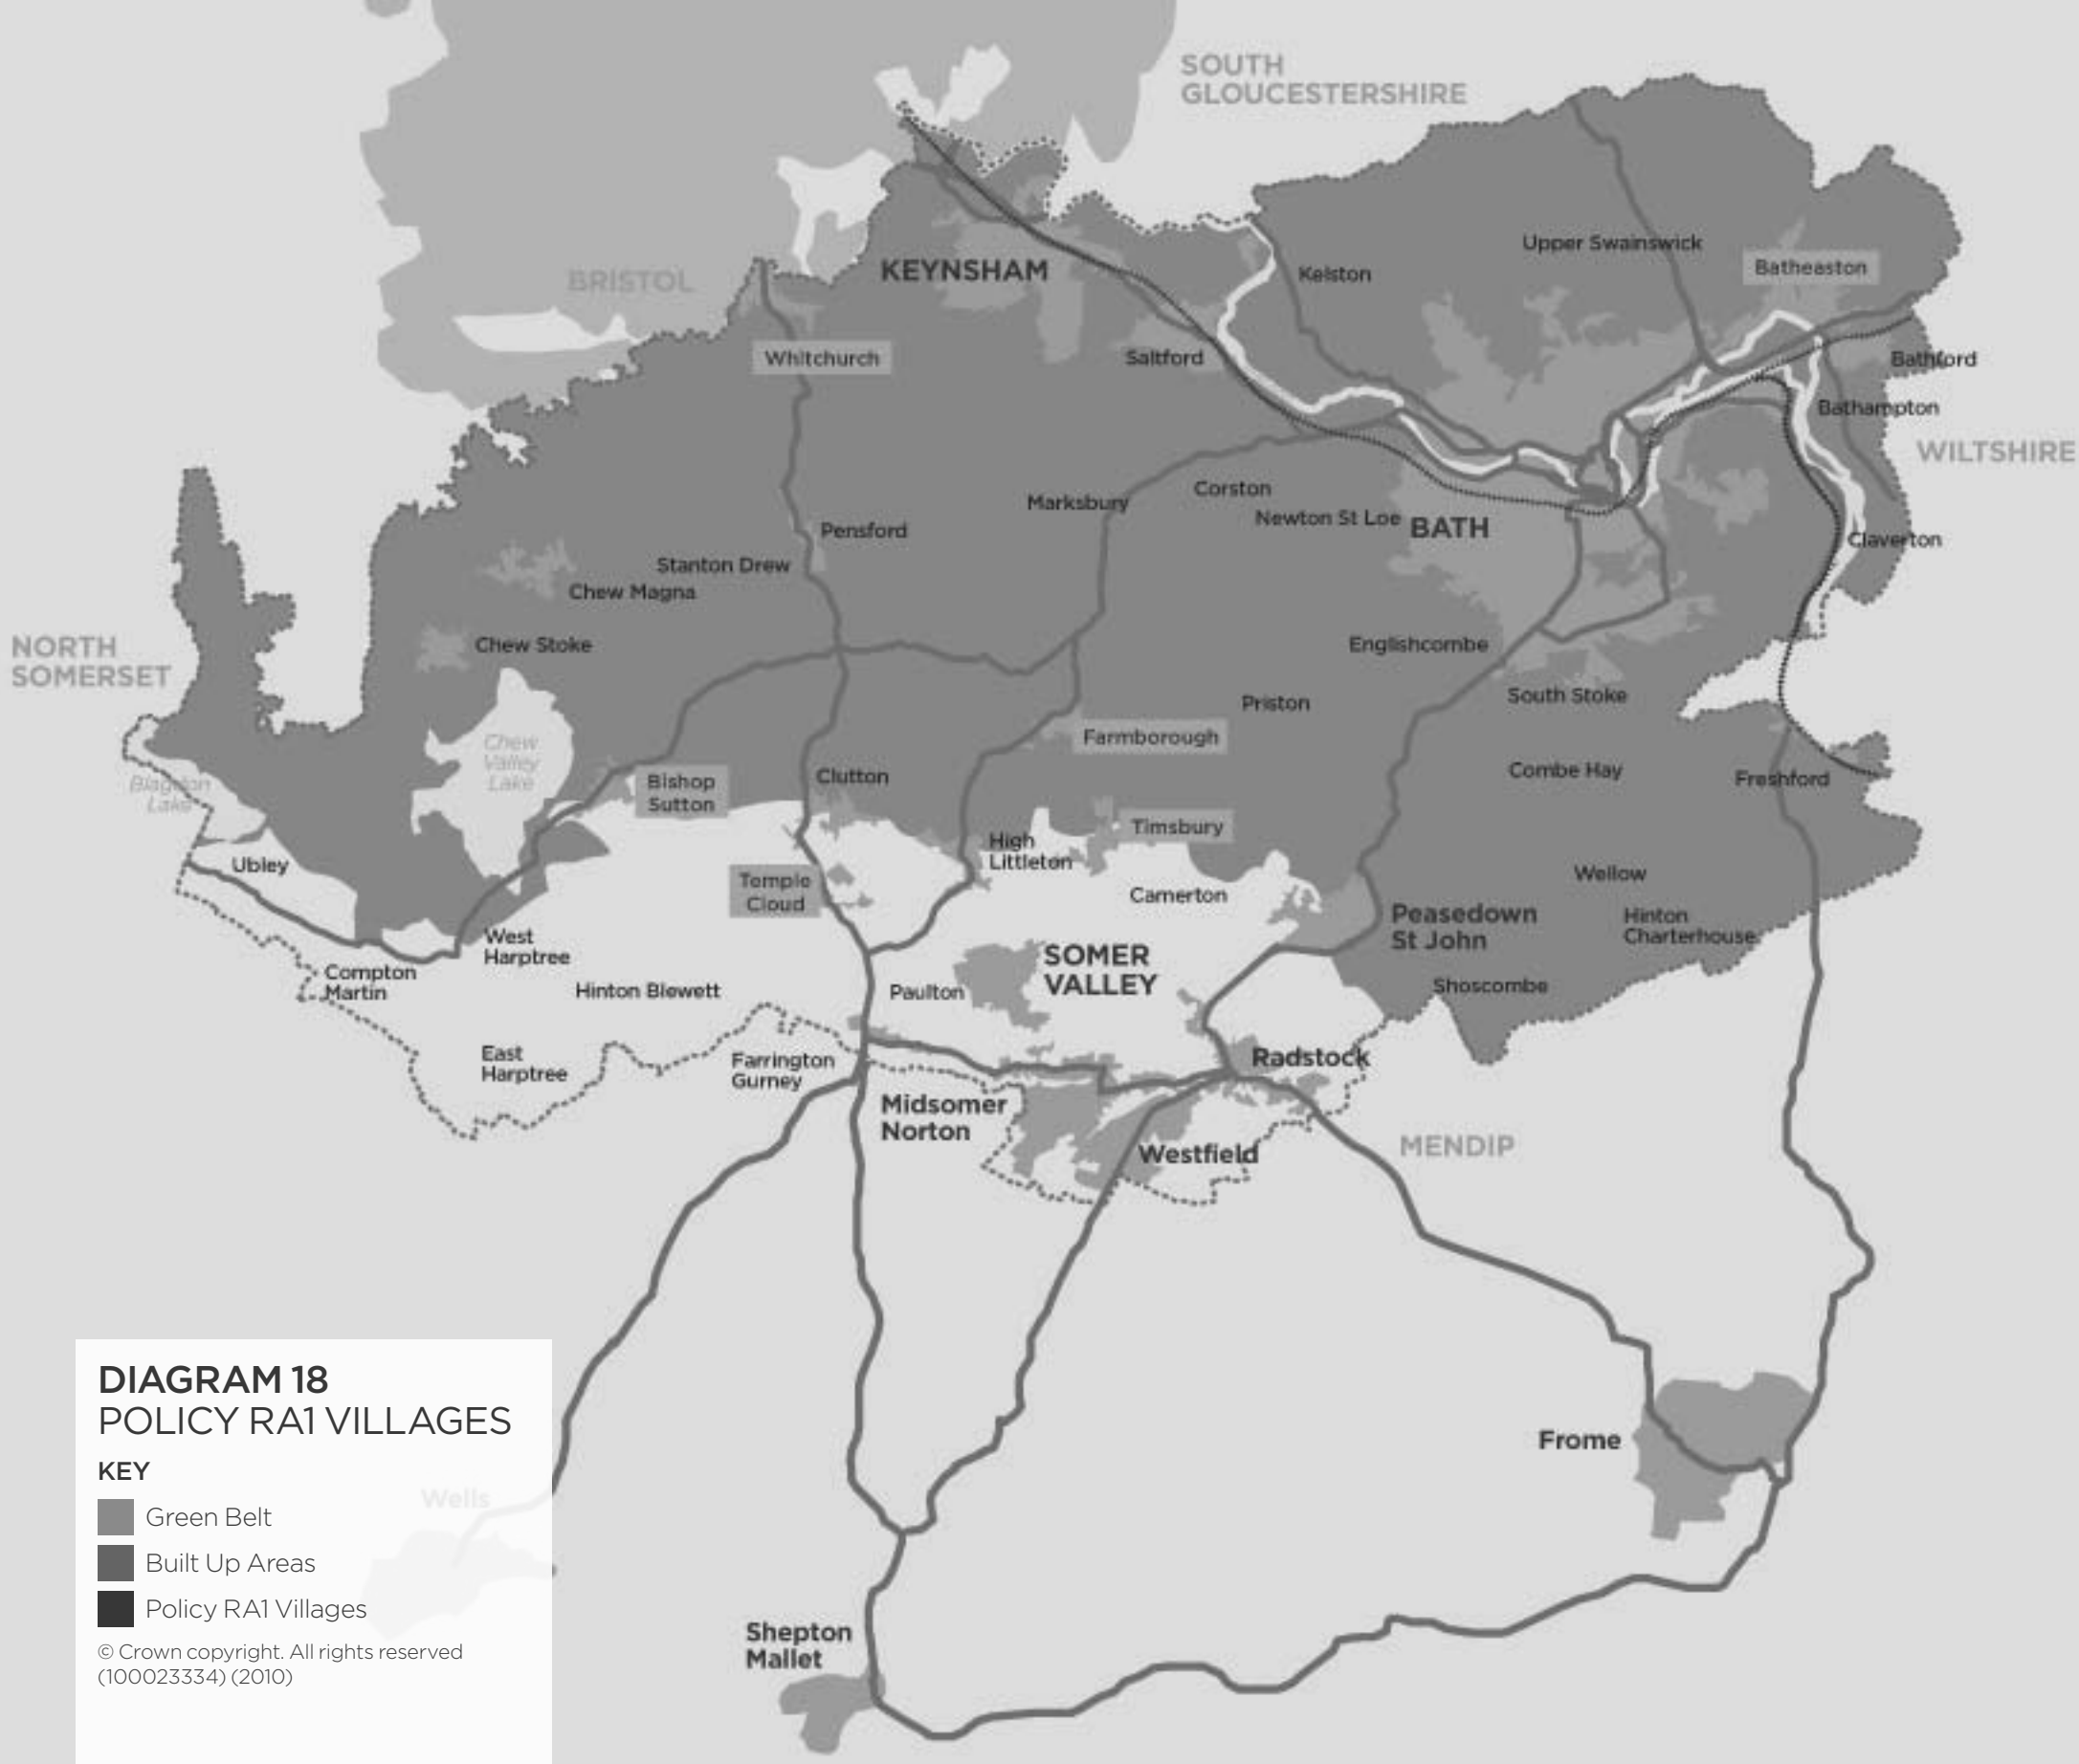 SOUTH
GLOUCESTERSHIRE
Upper Swainswick
Batheaston
KEYNSHAM
Kelston
BRISTOL
Whitchurch
Saltford
Bathford
Bathampton
WILTSHIRE
Corston
Marksbury
Newton St Loe
BATH
Pensford
Claverton
Stanton Drew
Chew Magna
Chew Stoke
Englishcombe
NORTH
SOMERSET
South Stoke
Priston
Farmborough
Chew
Valley
Lake
Combe Hay
Freshford
Clutton
Bishop
Sutton
Blagdon
Lake
Timsbury
High
Littleton
Ubley
Wellow
Temple
Cloud
Camerton
Peasedown
St John
Hinton
Charterhouse
West
Harptree
SOMER
VALLEY
Compton
Martin
Hinton Blewett
Paulton
Shoscombe
East
Harptree
Farrington
Gurney
Radstock
Midsomer
Norton
Westfield
MENDIP
Frome
Wells
Shepton
Mallet
DIAGRAM 18
POLICY RA1 VILLAGES
KEY
Green Belt
Built Up Areas
Policy RA1 Villages
© Crown copyright. All rights reserved
(100023334) (2010)